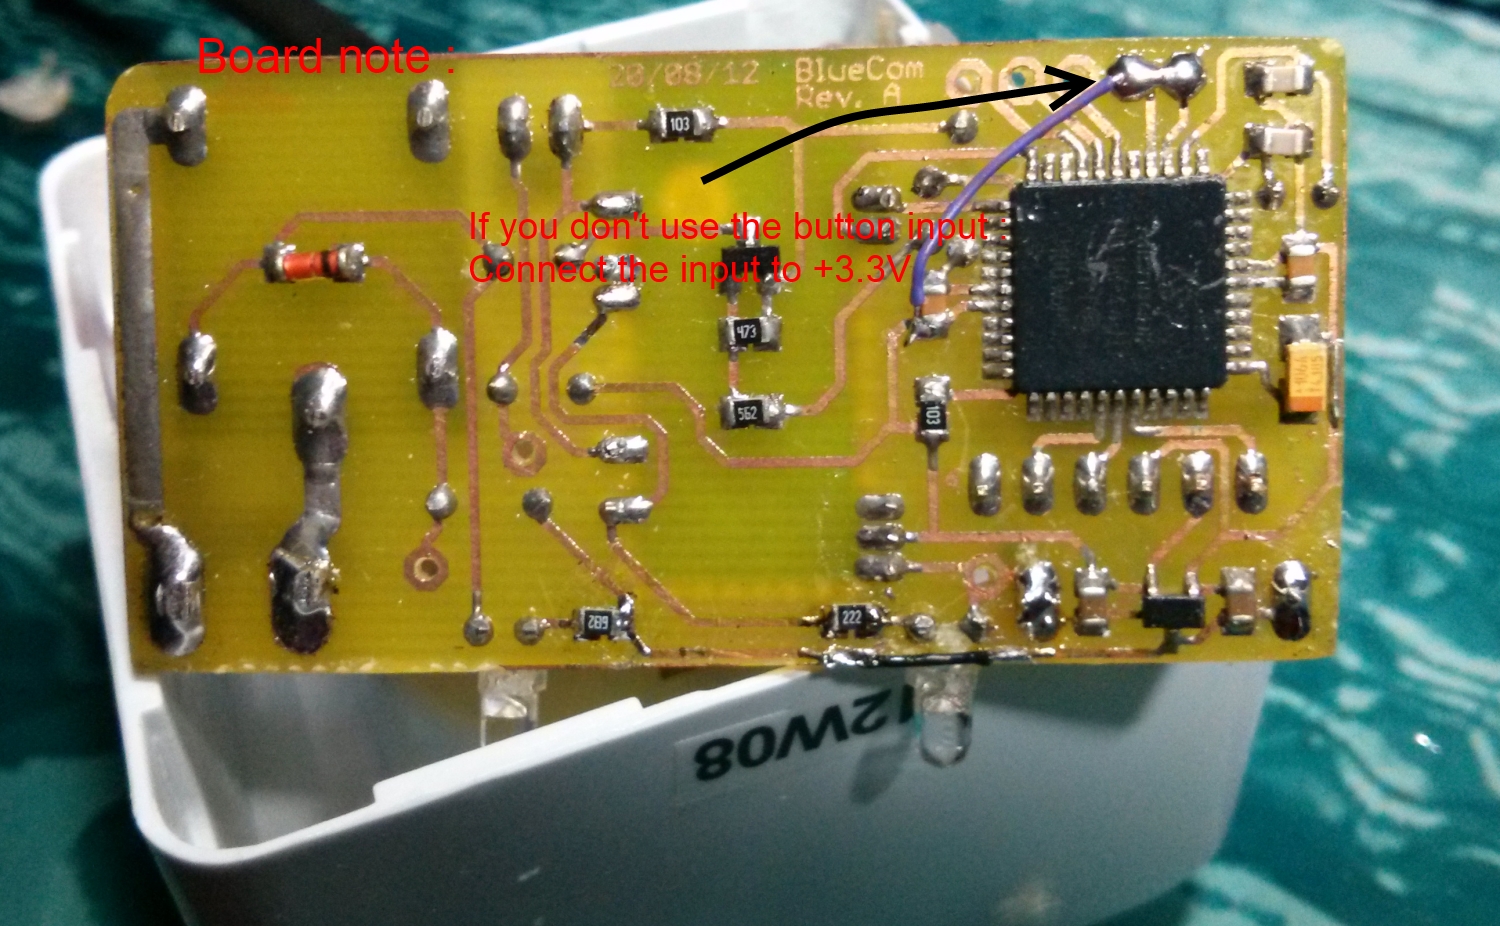 Board note :
20/08/12
BlueCom
Rev. A
103
If you don't use the button input :
Connect the input to +3.3V
473
562
103
682
222
12W08